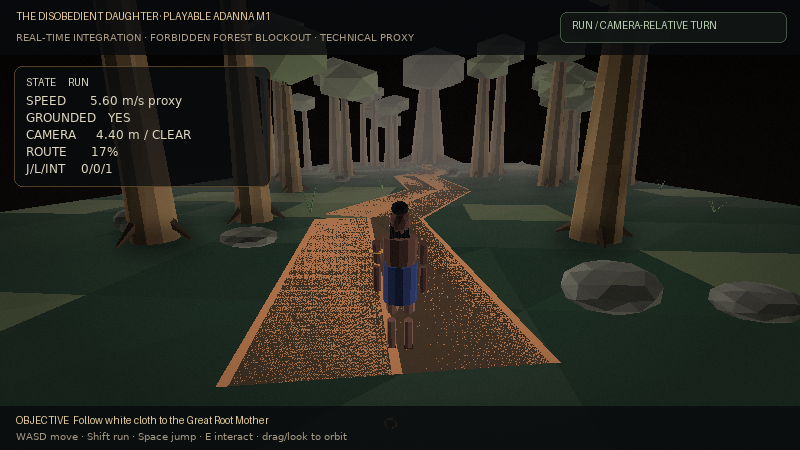 THE DISOBEDIENT DAUGHTER · PLAYABLE ADANNA M1
REAL-TIME INTEGRATION · FORBIDDEN FOREST BLOCKOUT · TECHNICAL PROXY
RUN / CAMERA-RELATIVE TURN
STATE RUN
SPEED 5.60 m/s proxy
GROUNDED YES
CAMERA 4.40 m / CLEAR
ROUTE 17%
J/L/INT 0/0/1
OBJECTIVE Follow white cloth to the Great Root Mother
WASD move · Shift run · Space jump · E interact · drag/look to orbit